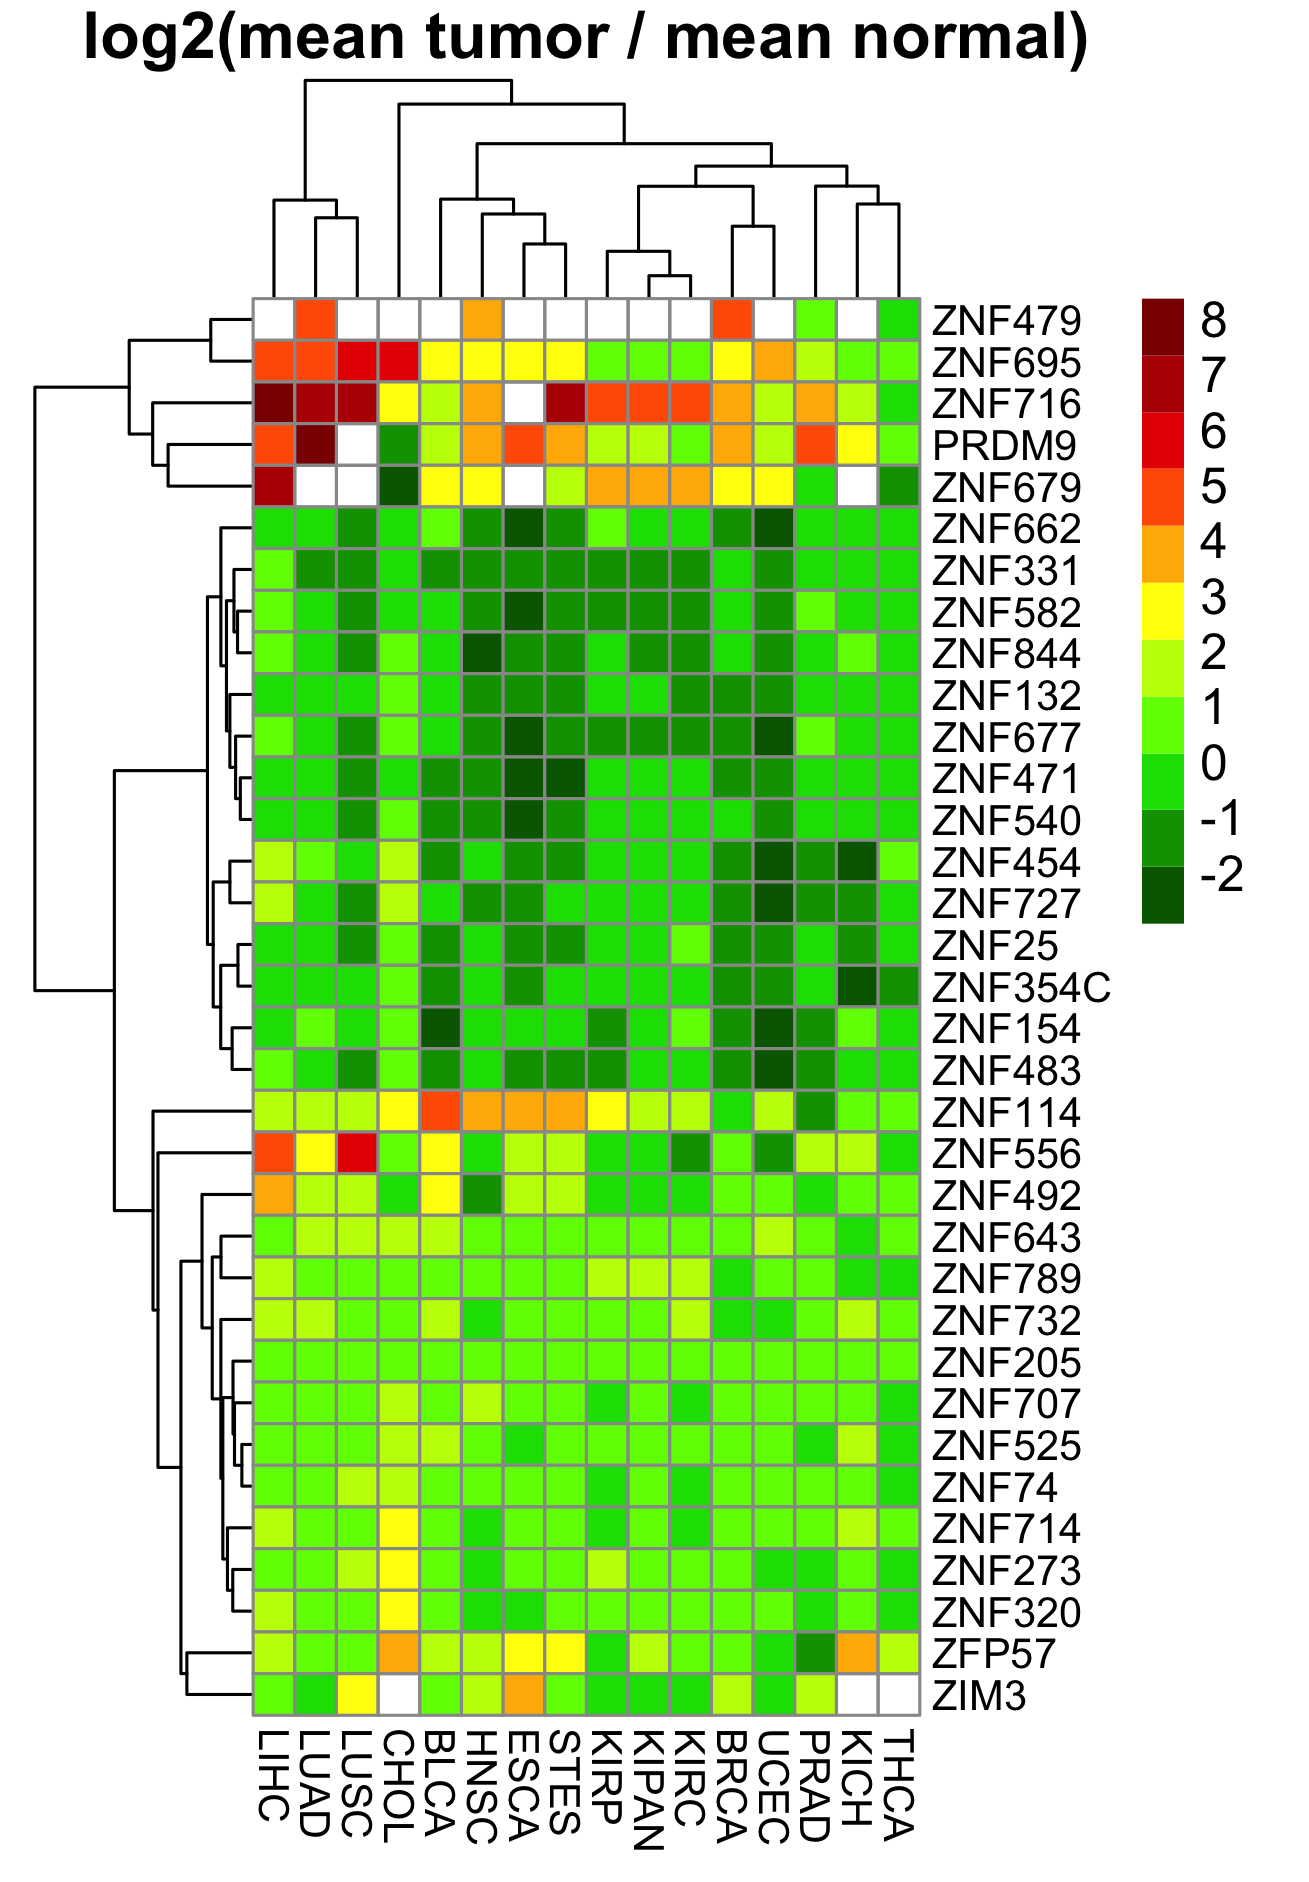 log2(mean tumor / mean normal)
ZNF479
ZNF695
ZNF716
PRDM9
ZNF679
ZNF662
ZNF331
ZNF582
ZNF844
ZNF132
ZNF677
ZNF471
ZNF540
ZNF454
ZNF727
ZNF25
ZNF354C
ZNF154
ZNF483
ZNF114
ZNF556
ZNF492
ZNF643
ZNF789
ZNF732
ZNF205
ZNF707
ZNF525
ZNF74
ZNF714
ZNF273
ZNF320
ZFP57
ZIM3
8
7
6
5
4
3
2
1
0
-1
-2
LIHC
LUAD
LUSC
CHOL
BLCA
HNSC
ESCA
STES
KIRP
KIPAN
KIRC
BRCA
UCEC
PRAD
KICH
THCA